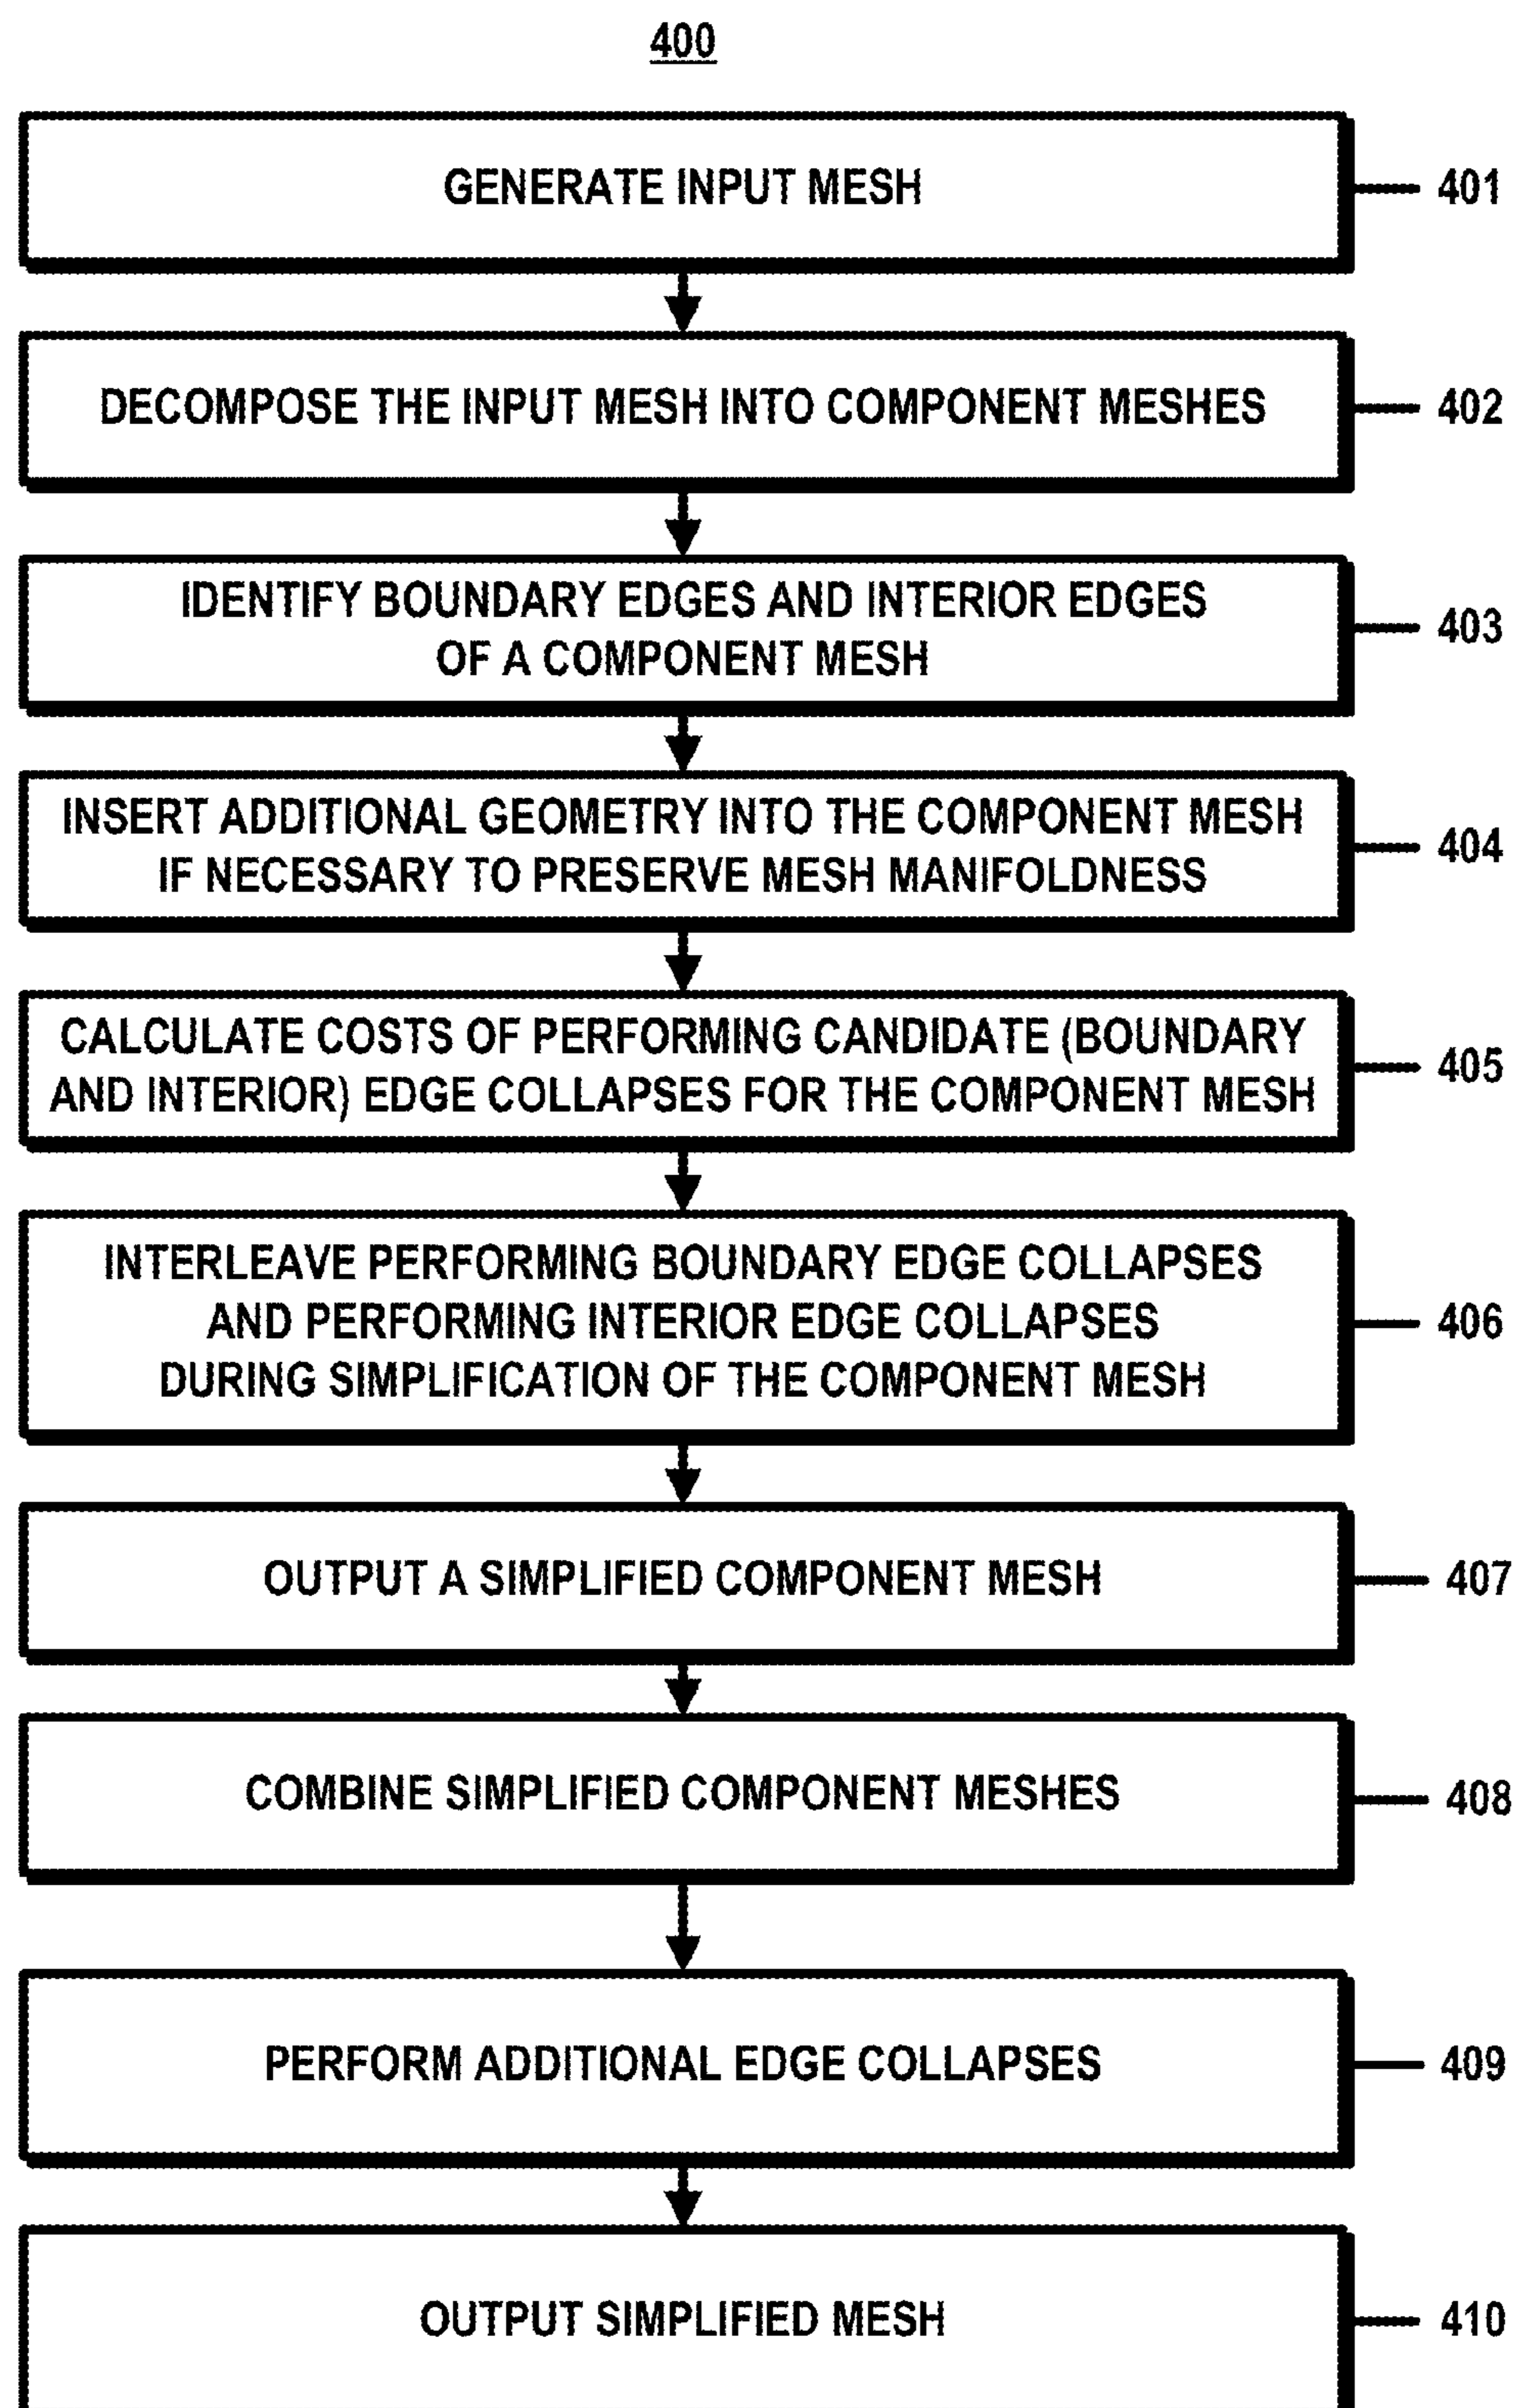 400
GENERATE INPUT MESH
401
DECOMPOSE THE INPUT MESH INTO COMPONENT MESHES
402
IDENTIFY BOUNDARY EDGES AND INTERIOR EDGES
OF A COMPONENT MESH
403
INSERT ADDITIONAL GEOMETRY INTO THE COMPONENT MESH
IF NECESSARY TO PRESERVE MESH MANIFOLDNESS
404
CALCULATE COSTS OF PERFORMING CANDIDATE (BOUNDARY
AND INTERIOR) EDGE COLLAPSES FOR THE COMPONENT MESH
405
INTERLEAVE PERFORMING BOUNDARY EDGE COLLAPSES
AND PERFORMING INTERIOR EDGE COLLAPSES
DURING SIMPLIFICATION OF THE COMPONENT MESH
406
OUTPUT A SIMPLIFIED COMPONENT MESH
407
COMBINE SIMPLIFIED COMPONENT MESHES
408
PERFORM ADDITIONAL EDGE COLLAPSES
409
OUTPUT SIMPLIFIED MESH
410